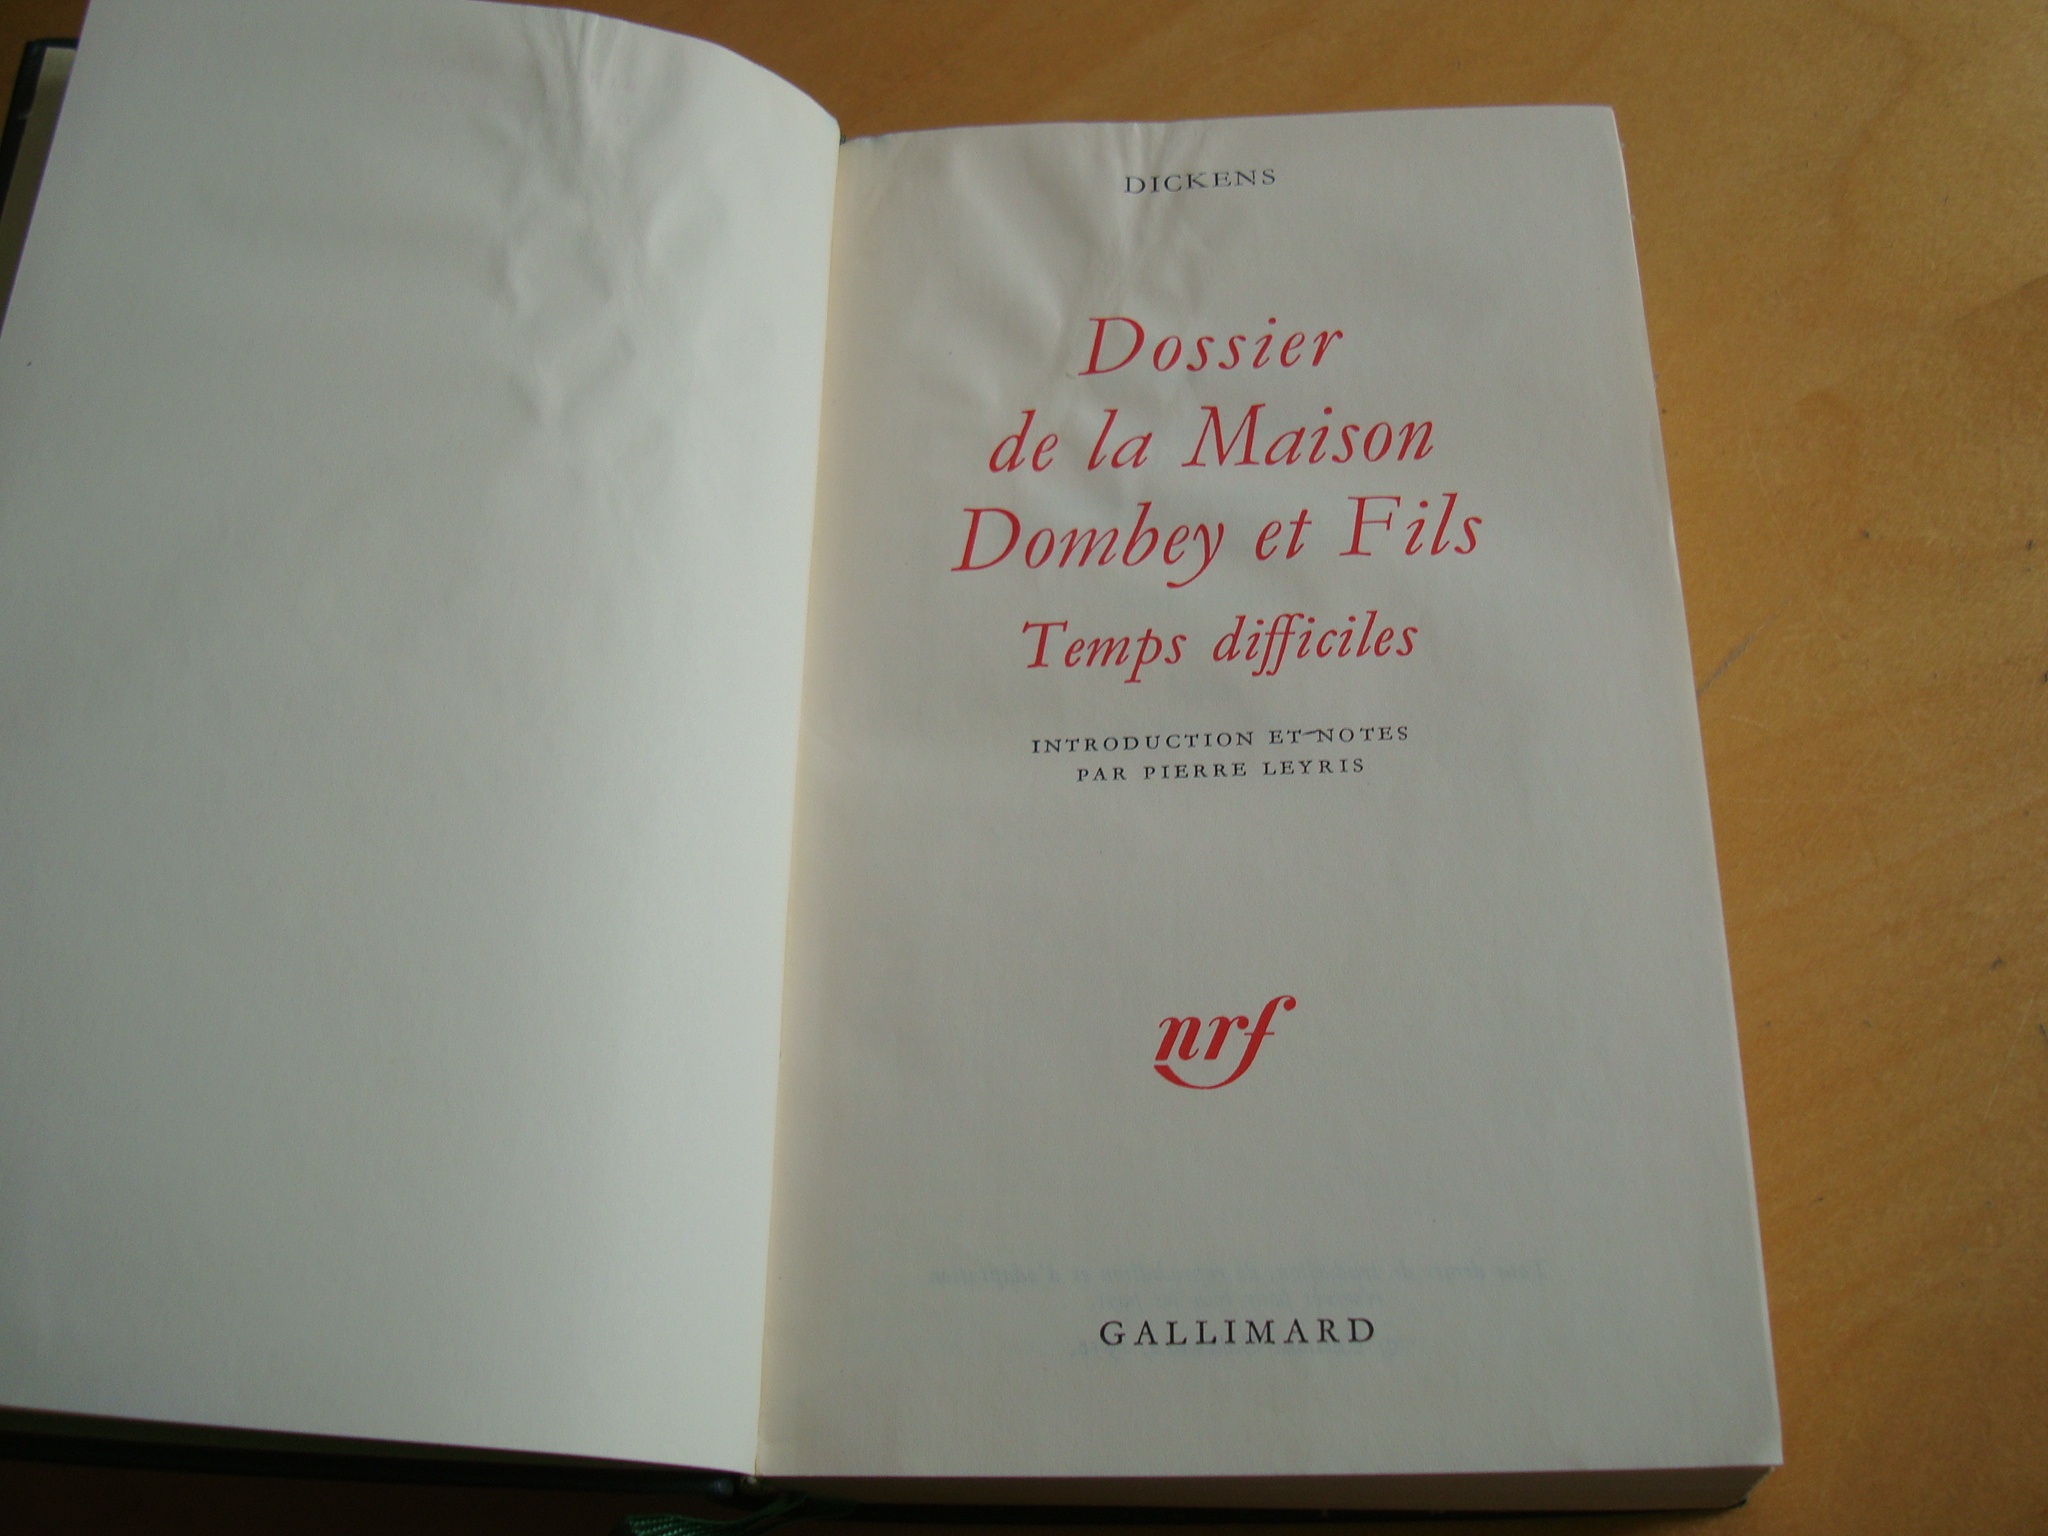 DICKENS
Dossier
de la Maison
Dombey et Fils
Temps difficiles
INTRODUCTION ET NOTES
PAR PIERRE LEYRIS
nrf
GALLIMARD